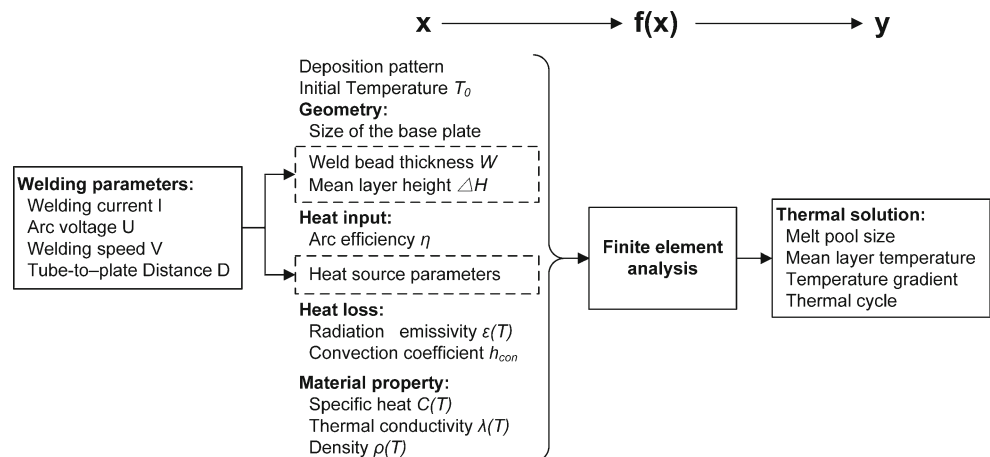 x f(x) y
Welding parameters:
Welding current I
Arc voltage U
Welding speed V
Tube-to–plate Distance D
Deposition pattern
Initial Temperature T₀
Geometry:
Size of the base plate
Weld bead thickness W
Mean layer height △H
Heat input:
Arc efficiency η
Heat source parameters
Heat loss:
Radiation emissivity ε(T)
Convection coefficient h_con
Material property:
Specific heat C(T)
Thermal conductivity λ(T)
Density ρ(T)
Finite element
analysis
Thermal solution:
Melt pool size
Mean layer temperature
Temperature gradient
Thermal cycle